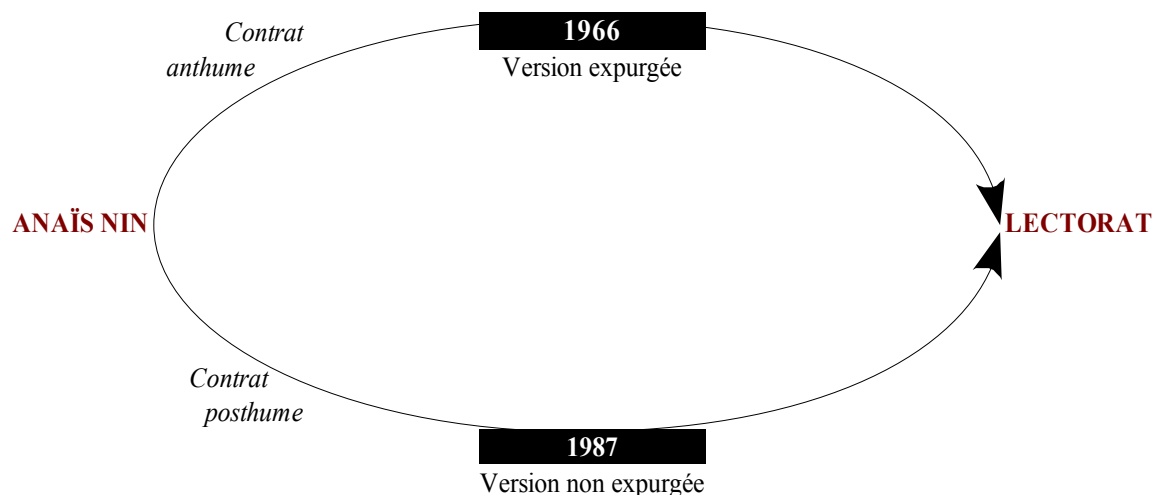 Contrat
anthume
1966
Version expurgée
ANAÏS NIN
LECTORAT
Contrat
posthume
1987
Version non expurgée